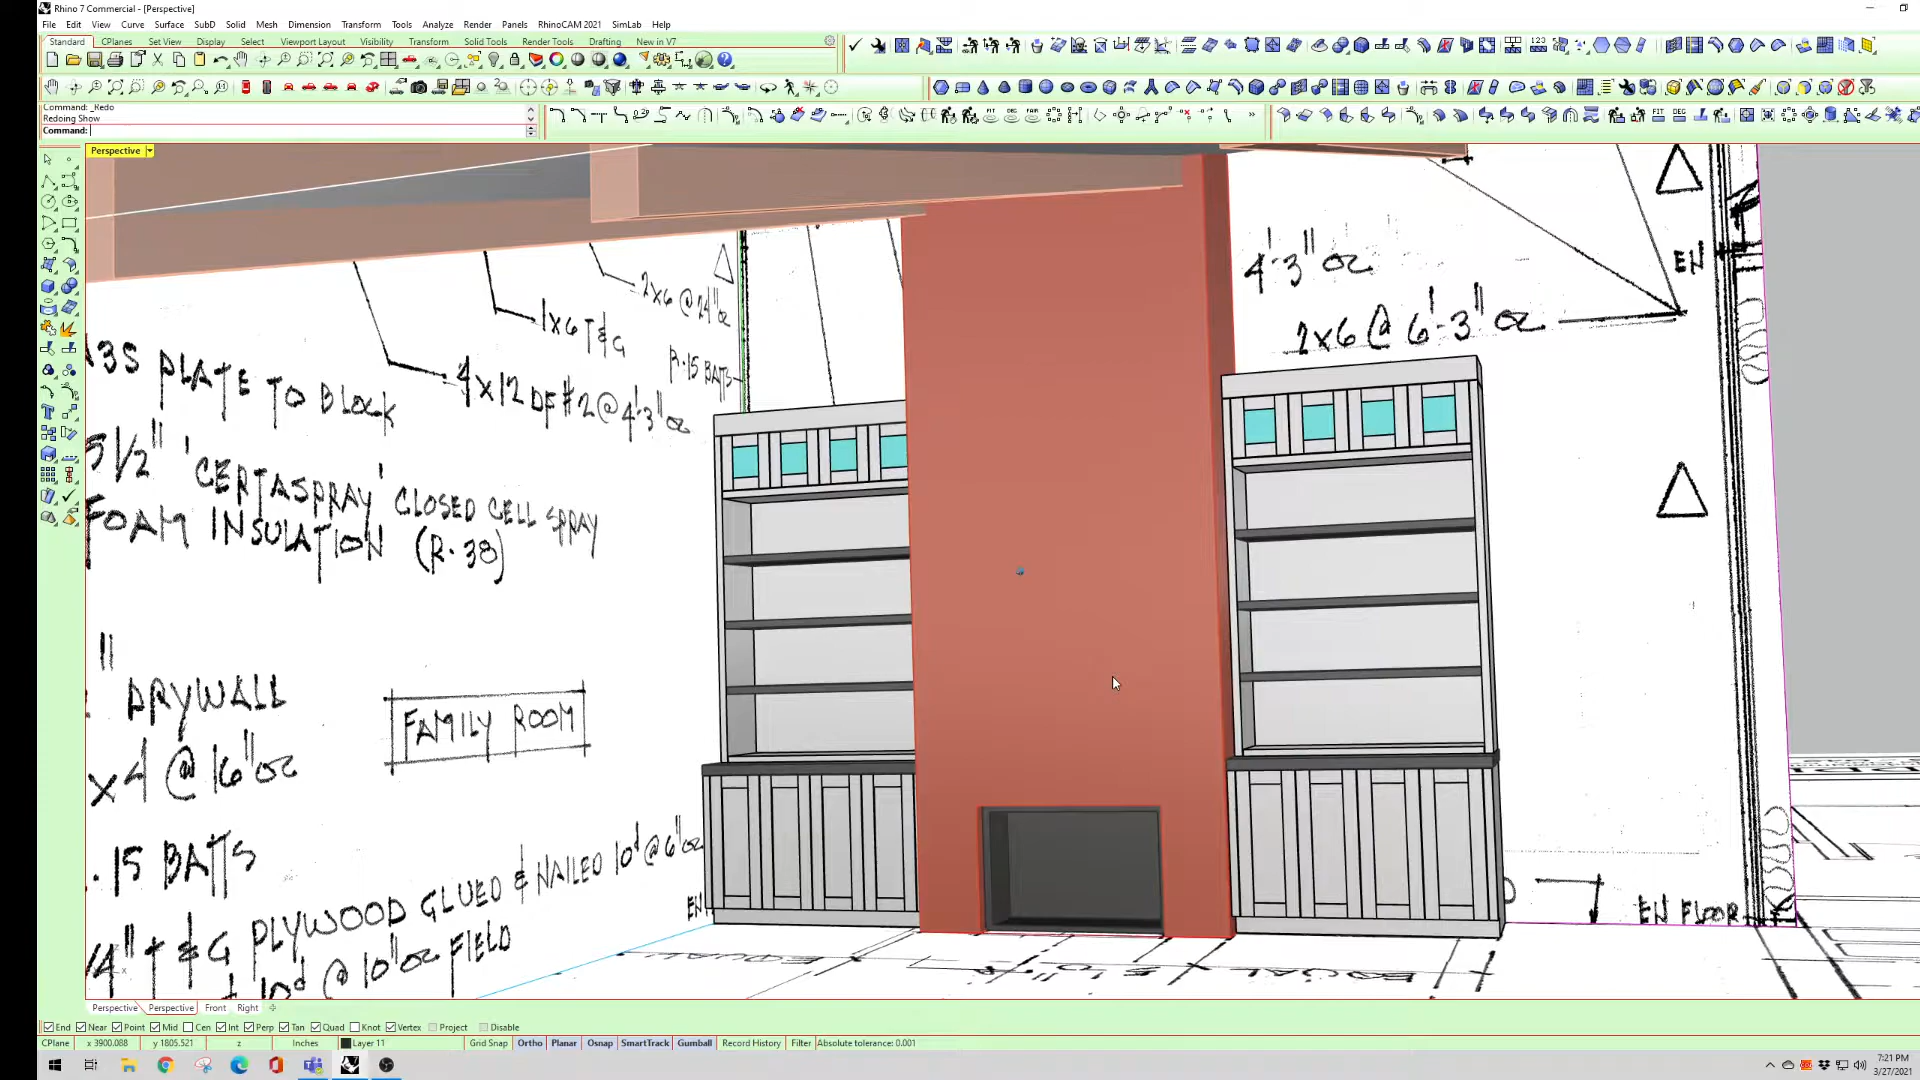 Rhino 7 Commercial - [Perspective]
File Edit View Curve Surface SubD Solid Mesh Dimension Transform Tools Analyze Render Panels RhinoCAM 2021 SimLab Help
Standard CPlanes Set View Display Select Viewport Layout Visibility Transform Solid Tools Render Tools Drafting New in V7
Command: _Redo
Redoing Show
Command:
Perspective
4'-3" oc
EN
2x6 @ 24" oc
2x6 @ 6'-3" oc
1x6 T&G
R-15 BATTS
A35 PLATE TO BLOCK
4x12 DF#2 @ 4'-3" oc
5 1/2" 'CERTASPRAY' CLOSED CELL SPRAY
FOAM INSULATION (R-38)
DRYWALL
FAMILY ROOM
x4 @ 16" oc
.15 BATTS
/4" T & G PLYWOOD GLUED & NAILED 10d @ 6" oc
EN
10d @ 10" oc FIELD
EN FLOOR
Perspective Perspective Front Right
End Near Point Mid Cen Int Perp Tan Quad Knot Vertex Project Disable
CPlane x 3900.088 y 1805.521 z Inches Layer 11 Grid Snap Ortho Planar Osnap SmartTrack Gumball Record History Filter Absolute tolerance: 0.001
7:21 PM
3/27/2021